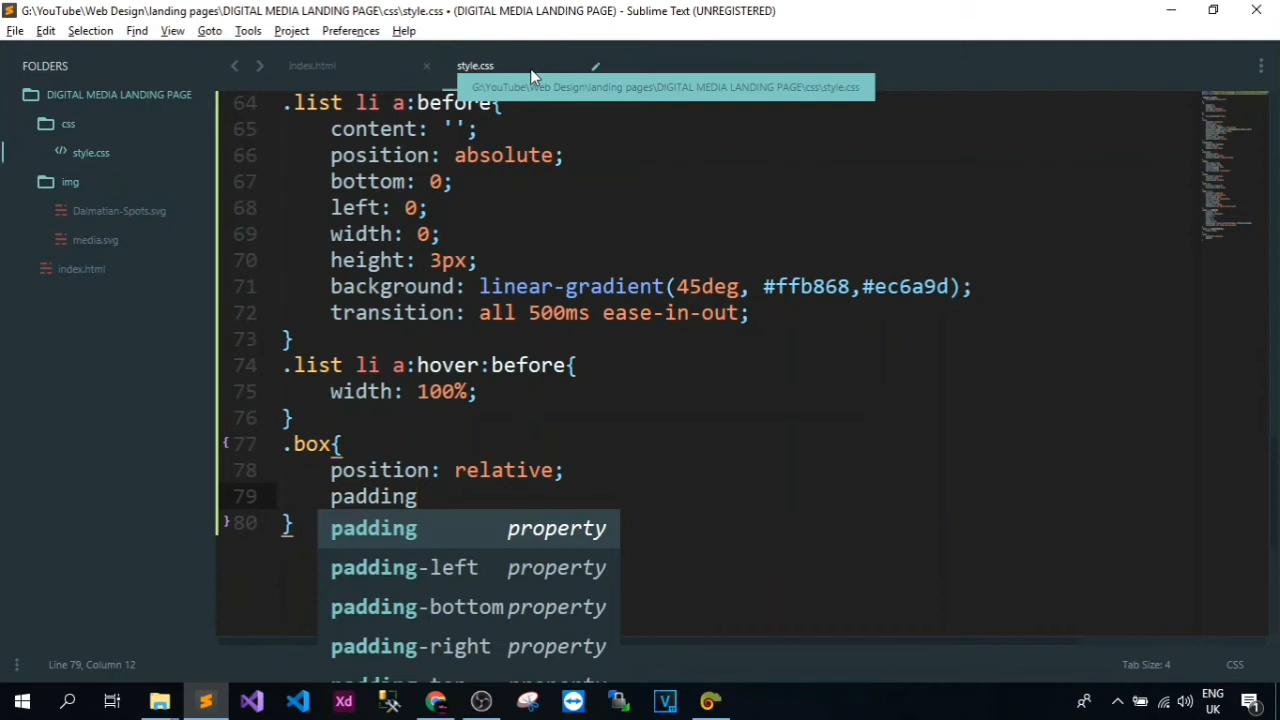 G:\YouTube\Web Design\landing pages\DIGITAL MEDIA LANDING PAGE\css\style.css • (DIGITAL MEDIA LANDING PAGE) - Sublime Text (UNREGISTERED)
File Edit Selection Find View Goto Tools Project Preferences Help
FOLDERS
DIGITAL MEDIA LANDING PAGE
css
style.css
img
Dalmatian-Spots.svg
media.svg
index.html
index.html
style.css
G:\YouTube\Web Design\landing pages\DIGITAL MEDIA LANDING PAGE\css\style.css
64 .list li a:before{
65 content: '';
66 position: absolute;
67 bottom: 0;
68 left: 0;
69 width: 0;
70 height: 3px;
71 background: linear-gradient(45deg, #ffb868,#ec6a9d);
72 transition: all 500ms ease-in-out;
73 }
74 .list li a:hover:before{
75 width: 100%;
76 }
77 .box{
78 position: relative;
79 padding
80 }
padding property
padding-left property
padding-bottom property
padding-right property
Line 79, Column 12
Tab Size: 4
CSS
Xd
ENG
UK
1